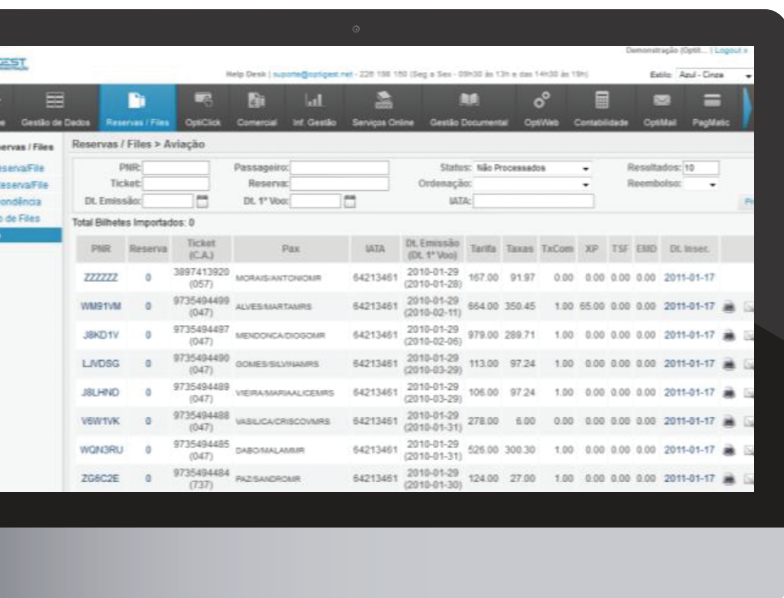 Demonstração (Optit... | Logout »
GEST
Help Desk | suporte@optigest.net - 226 198 150 (Seg a Sex - 09h30 às 13h e das 14h30 às 19h) Estilo: Azul - Cinza
Gestão de Dados Reservas / Files OptiClick Comercial Inf. Gestão Serviços Online Gestão Documental OptiWeb Contabilidade OptiMail PagMatic
ervas / Files Reservas / Files > Aviação
eserva/File PNR: Passageiro: Status: Não Processados Resultados: 10
eserva/File Ticket: Reserva: Ordenação: Reembolso:
ondência Dt. Emissão: Dt. 1º Voo: IATA:
o de Files
Total Bilhetes Importados: 0
PNR Reserva Ticket (C.A.) Pax IATA Dt. Emissão (Dt. 1º Voo) Tarifa Taxas TxCom XP TSF EMD Dt. Insec.
ZZZZZZ 0 3897413920 (057) MORAIS/ANTONIOMR 64213461 2010-01-29 (2010-01-28) 167.00 91.97 0.00 0.00 0.00 0.00 2011-01-17
WM91VM 0 9735494499 (047) ALVES/MARTAMRS 64213461 2010-01-29 (2010-02-11) 664.00 350.45 1.00 65.00 0.00 0.00 2011-01-17
J8KD1V 0 9735494497 (047) MENDONCA/DIOGOMR 64213461 2010-01-29 (2010-02-06) 979.00 289.71 1.00 0.00 0.00 0.00 2011-01-17
LJVDSG 0 9735494490 (047) GOMES/SILVINAMRS 64213461 2010-01-29 (2010-03-29) 113.00 97.24 1.00 0.00 0.00 0.00 2011-01-17
J8LHND 0 9735494489 (047) VIEIRA/MARIAALICEMRS 64213461 2010-01-29 (2010-03-29) 106.00 97.24 1.00 0.00 0.00 0.00 2011-01-17
V6W1VK 0 9735494488 (047) VASILICA/CRISCOVMRS 64213461 2010-01-29 (2010-01-31) 278.00 6.00 0.00 0.00 0.00 0.00 2011-01-17
WQN3RU 0 9735494485 (047) DABO/MALAMMR 64213461 2010-01-29 (2010-01-31) 526.00 300.30 1.00 0.00 0.00 0.00 2011-01-17
ZG6C2E 0 9735494484 (737) PAZ/SANDROMR 64213461 2010-01-29 (2010-01-30) 124.00 27.00 1.00 0.00 0.00 0.00 2011-01-17